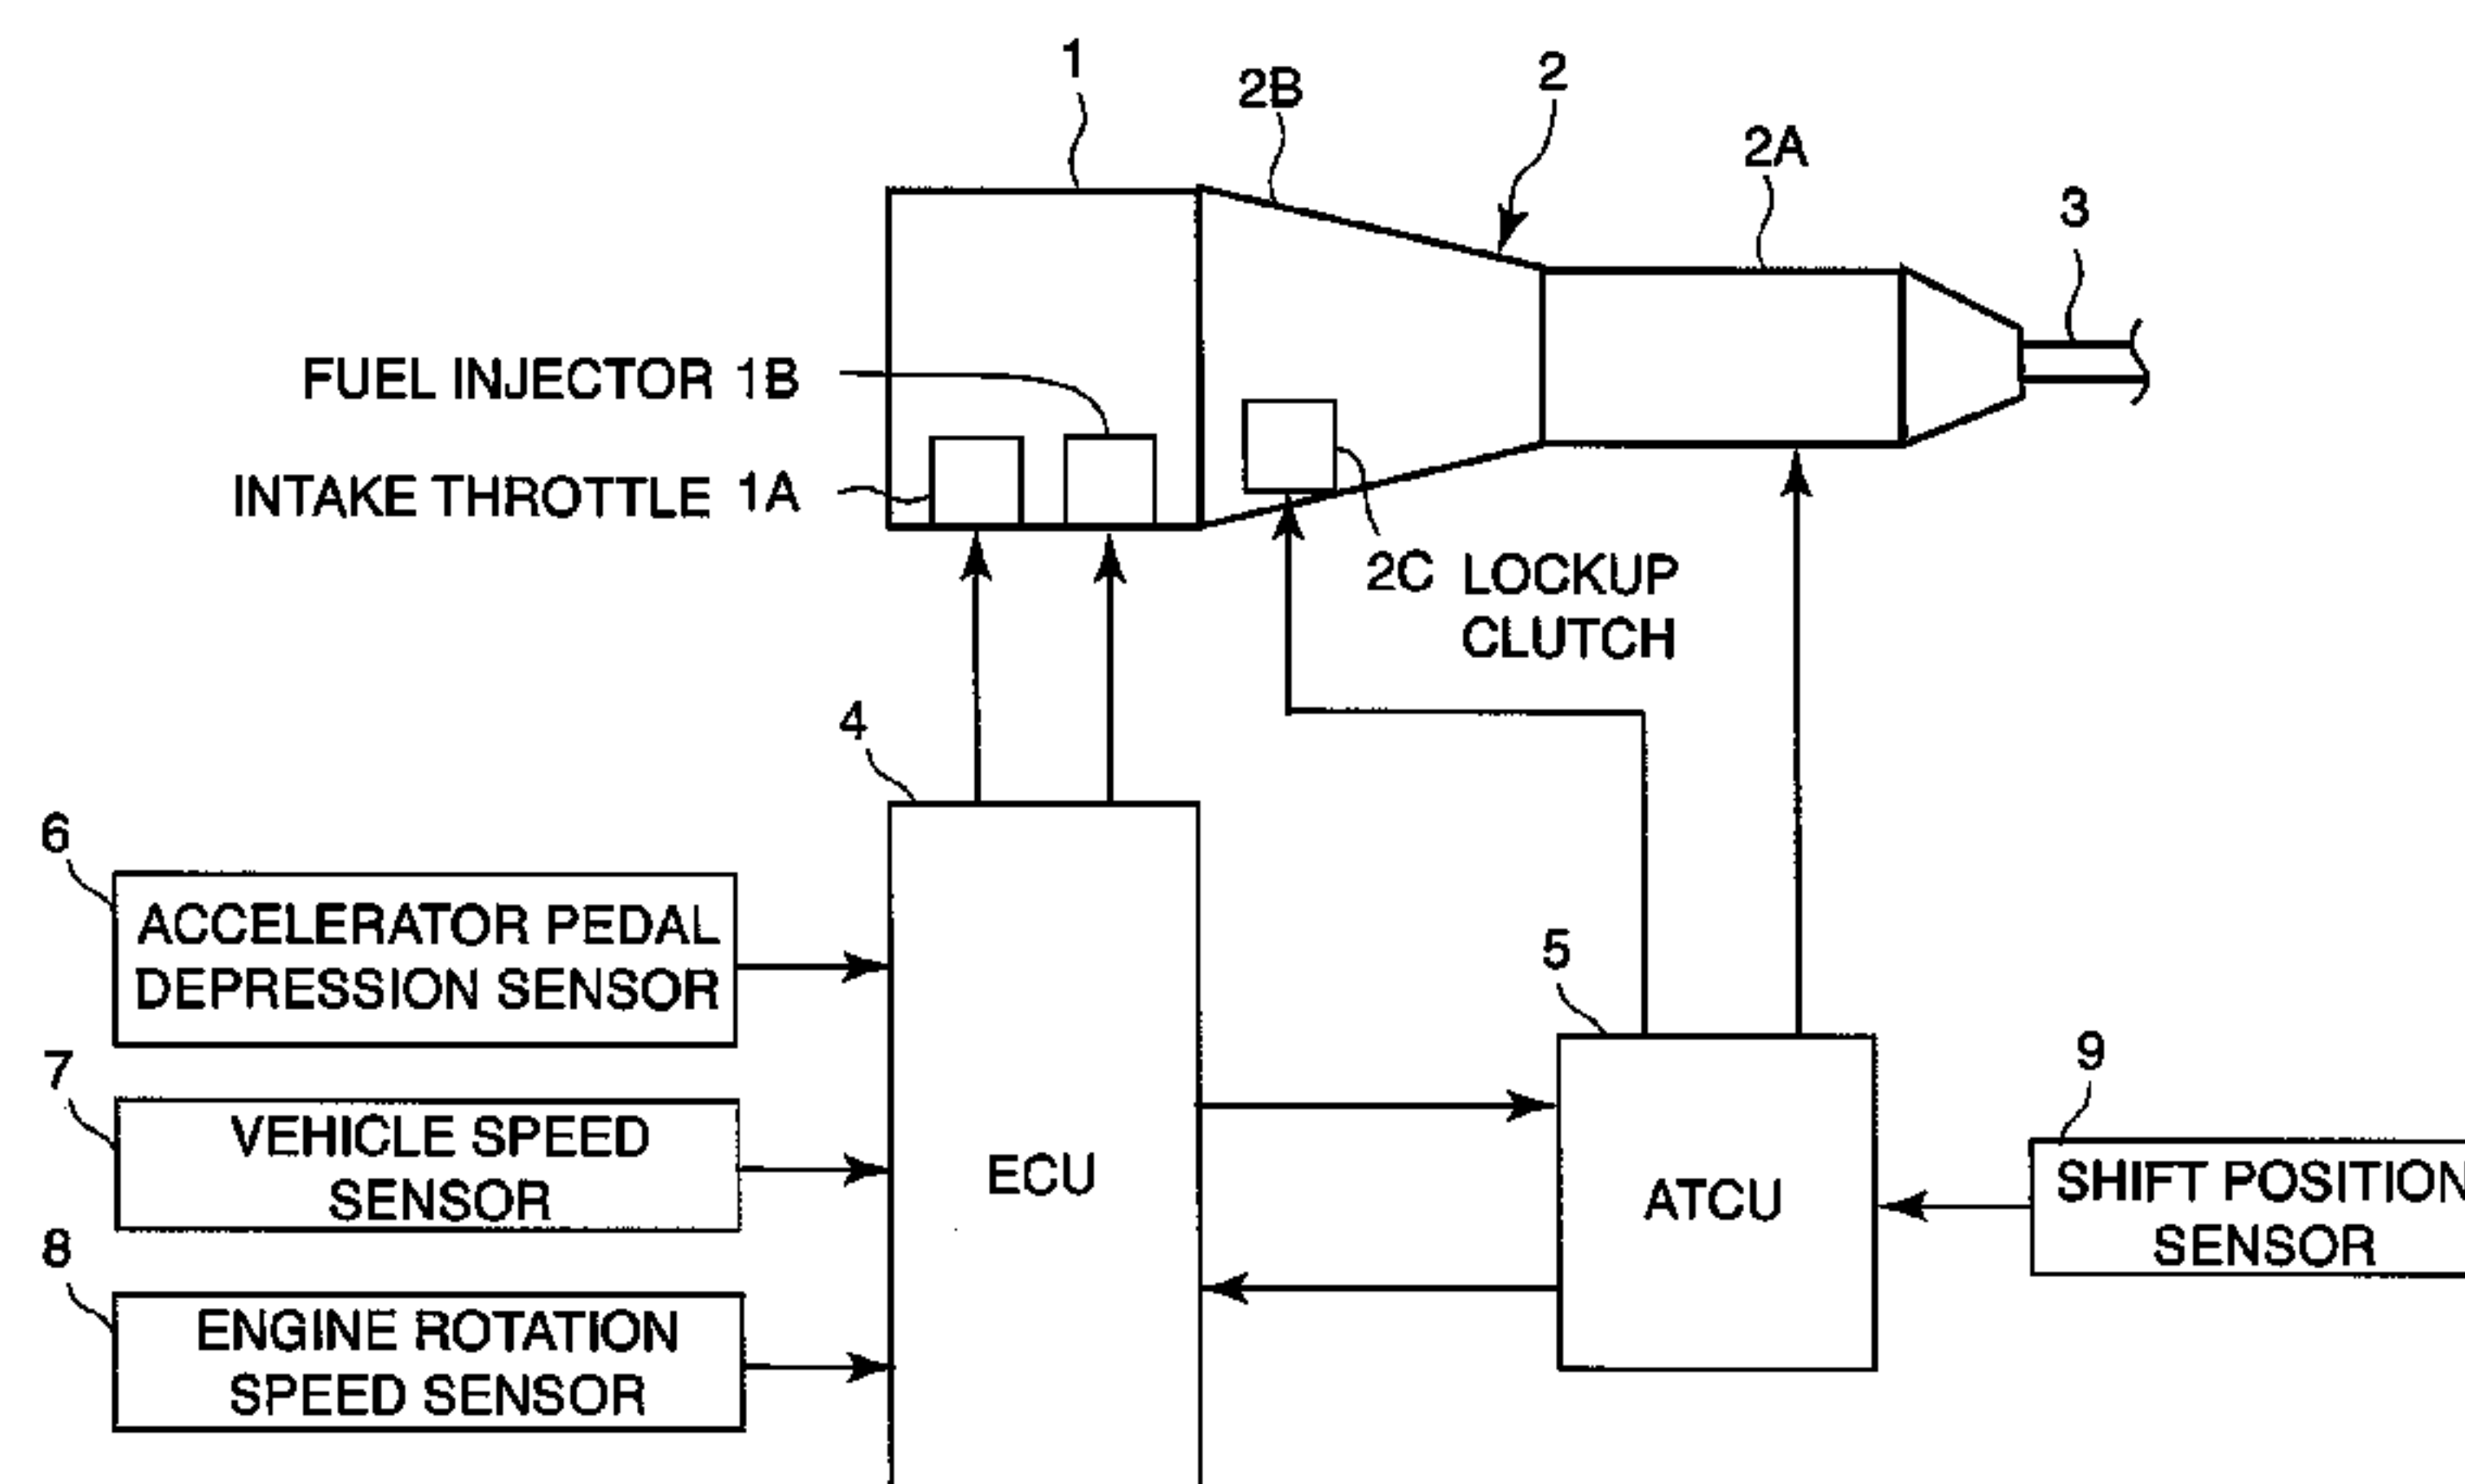 1
2B
2
2A
3
FUEL INJECTOR 1B
INTAKE THROTTLE 1A
2C LOCKUP
CLUTCH
4
6
ACCELERATOR PEDAL
DEPRESSION SENSOR
5
7
VEHICLE SPEED
SENSOR
ECU
ATCU
9
SHIFT POSITION
SENSOR
8
ENGINE ROTATION
SPEED SENSOR